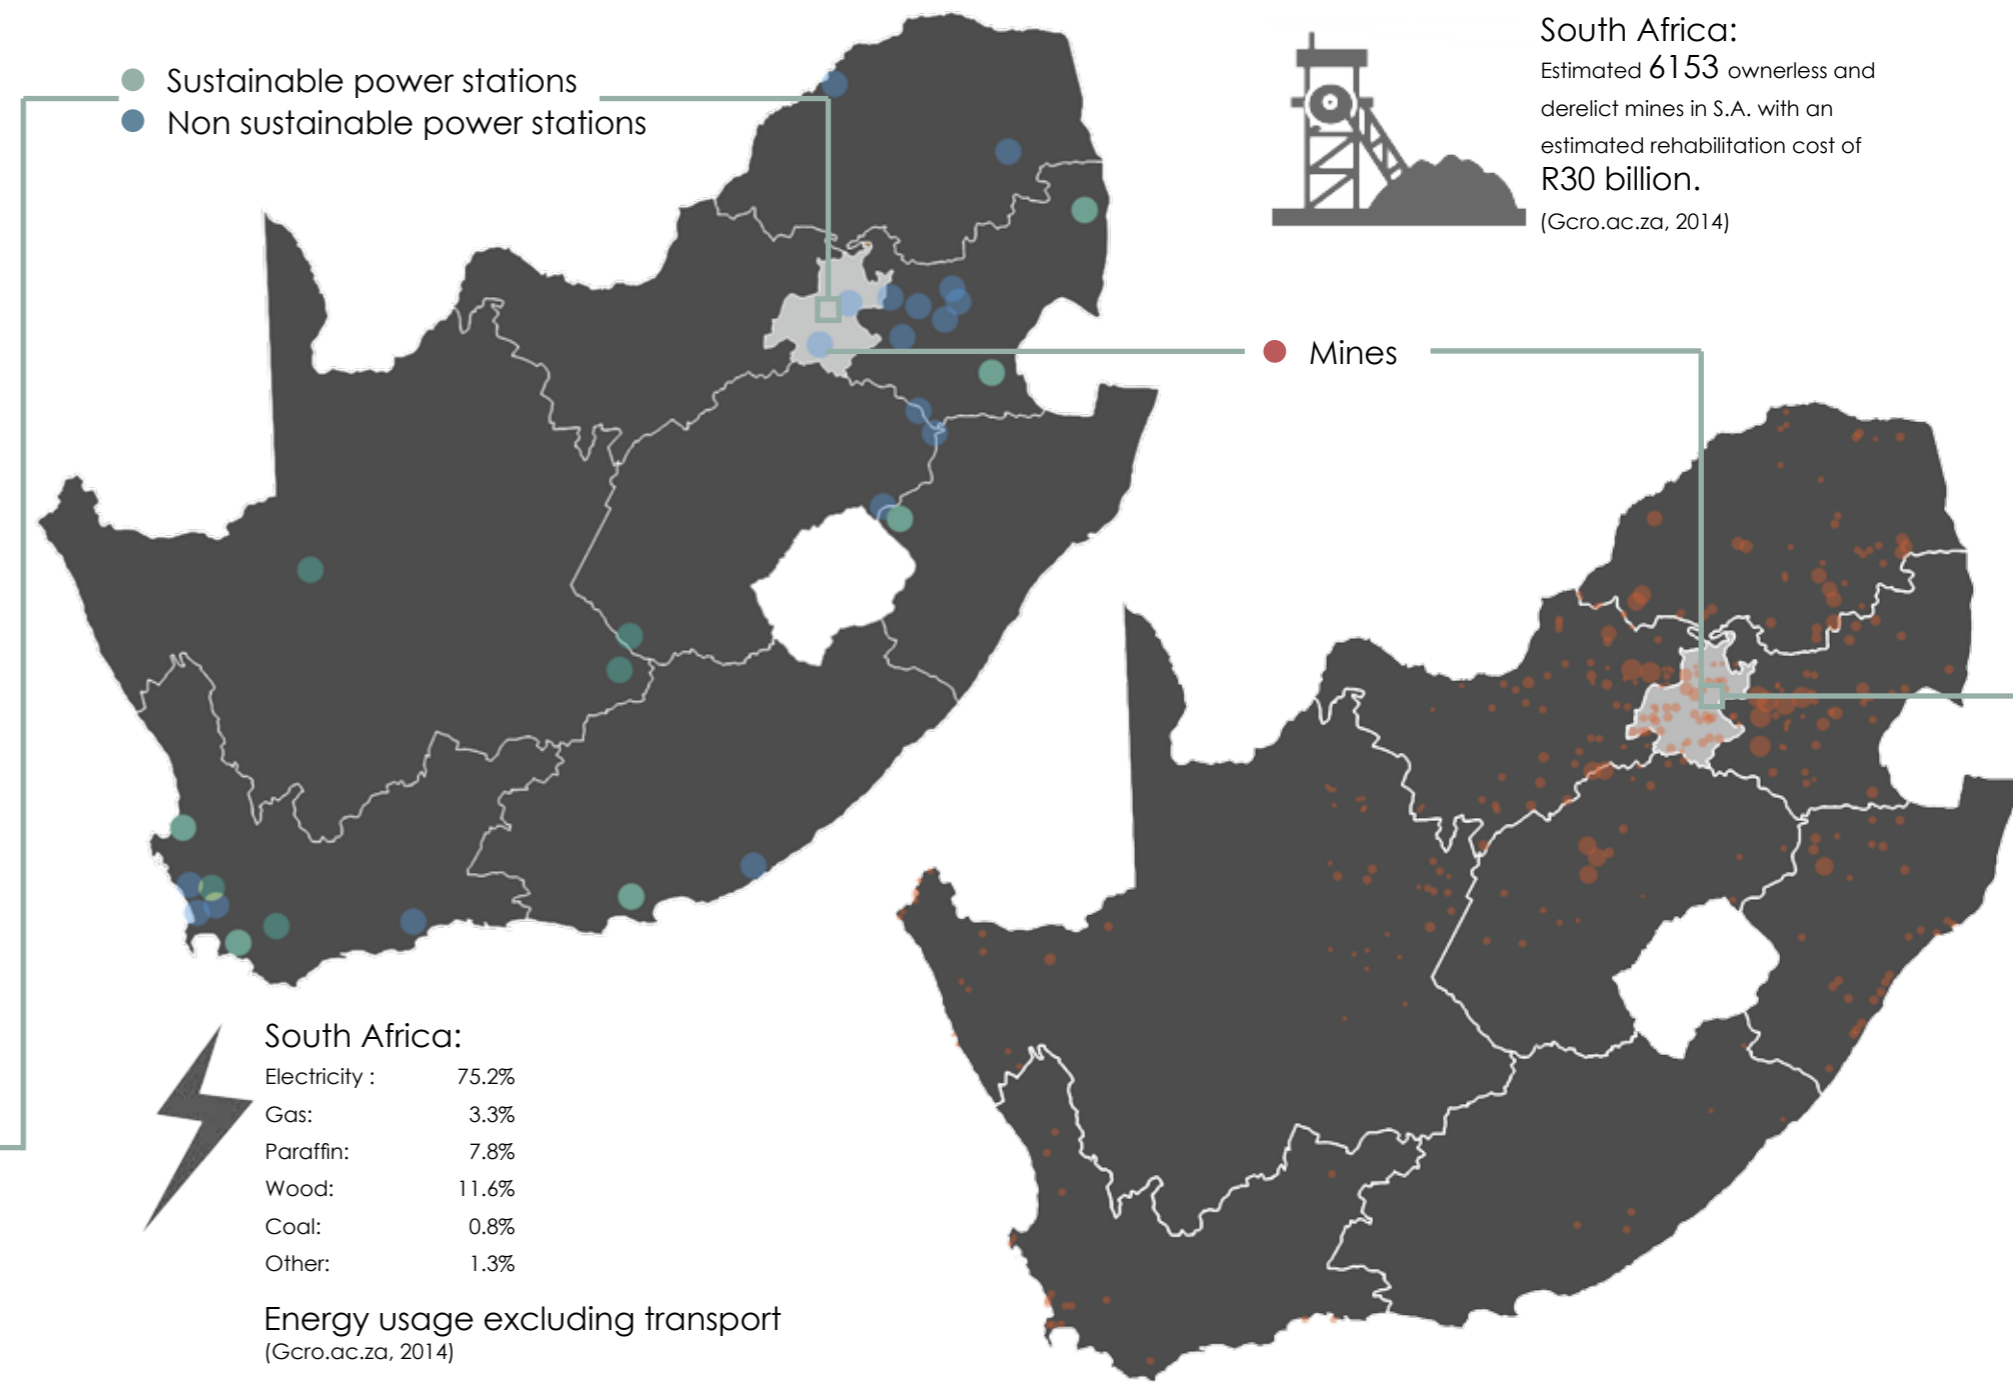 Sustainable power stations
Non sustainable power stations
South Africa:
Estimated 6153 ownerless and
derelict mines in S.A. with an
estimated rehabilitation cost of
R30 billion.
(Gcro.ac.za, 2014)
Mines
South Africa:
Electricity : 75.2%
Gas: 3.3%
Paraffin: 7.8%
Wood: 11.6%
Coal: 0.8%
Other: 1.3%
Energy usage excluding transport
(Gcro.ac.za, 2014)